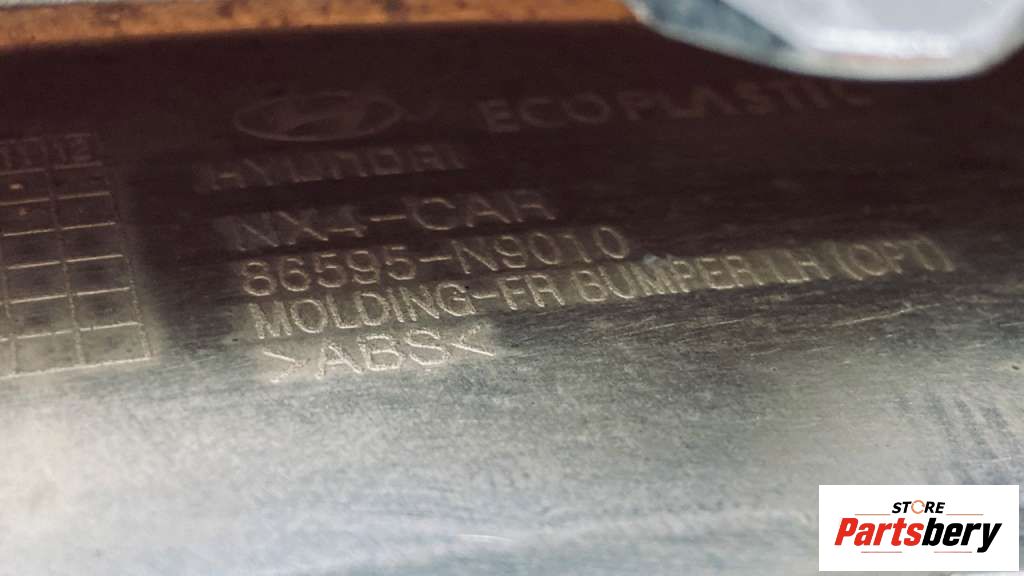 ECOPLASTIC
HYUNDAI
NX4-CAR
86595-N9010
MOLDING-FR BUMPER LH (OPT)
>ABS<
STORE
Partsbery